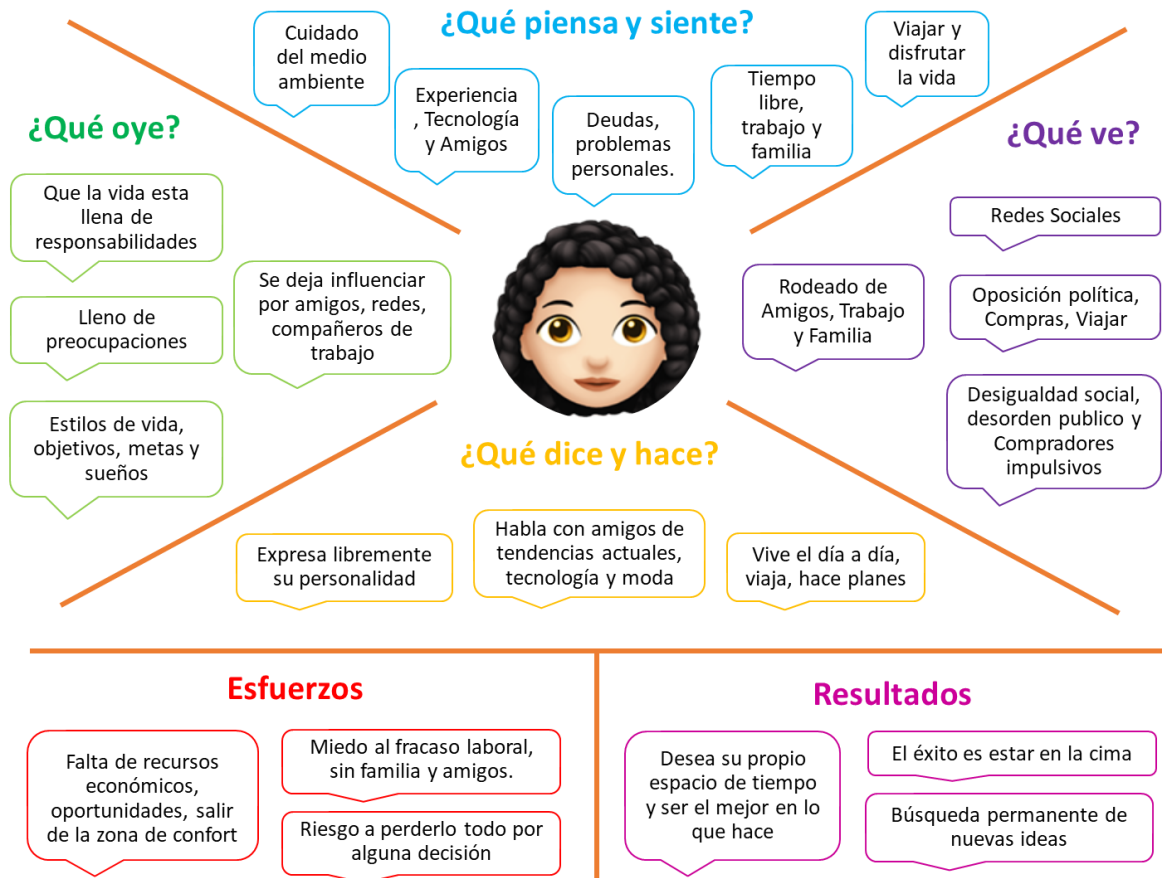 ¿Qué piensa y siente?
Cuidado
del medio
ambiente
Experiencia
, Tecnología
y Amigos
Deudas,
problemas
personales.
Tiempo
libre,
trabajo y
familia
Viajar y
disfrutar
la vida
¿Qué oye?
Que la vida esta
llena de
responsabilidades
Lleno de
preocupaciones
Estilos de vida,
objetivos, metas y
sueños
Se deja influenciar
por amigos, redes,
compañeros de
trabajo
¿Qué ve?
Redes Sociales
Rodeado de
Amigos, Trabajo
y Familia
Oposición política,
Compras, Viajar
Desigualdad social,
desorden publico y
Compradores
impulsivos
¿Qué dice y hace?
Expresa libremente
su personalidad
Habla con amigos de
tendencias actuales,
tecnología y moda
Vive el día a día,
viaja, hace planes
Esfuerzos
Falta de recursos
económicos,
oportunidades, salir
de la zona de confort
Miedo al fracaso laboral,
sin familia y amigos.
Riesgo a perderlo todo por
alguna decisión
Resultados
Desea su propio
espacio de tiempo
y ser el mejor en lo
que hace
El éxito es estar en la cima
Búsqueda permanente de
nuevas ideas